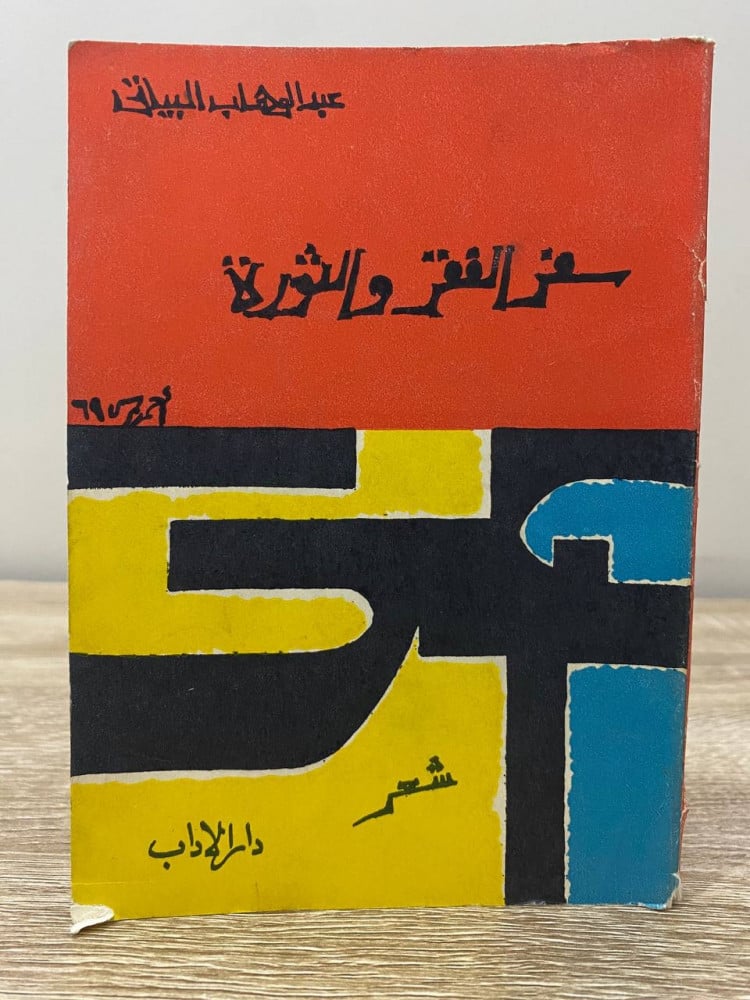 عبد الوهاب البياتي
سفر الفقر والثورة
شعر
دار الآداب